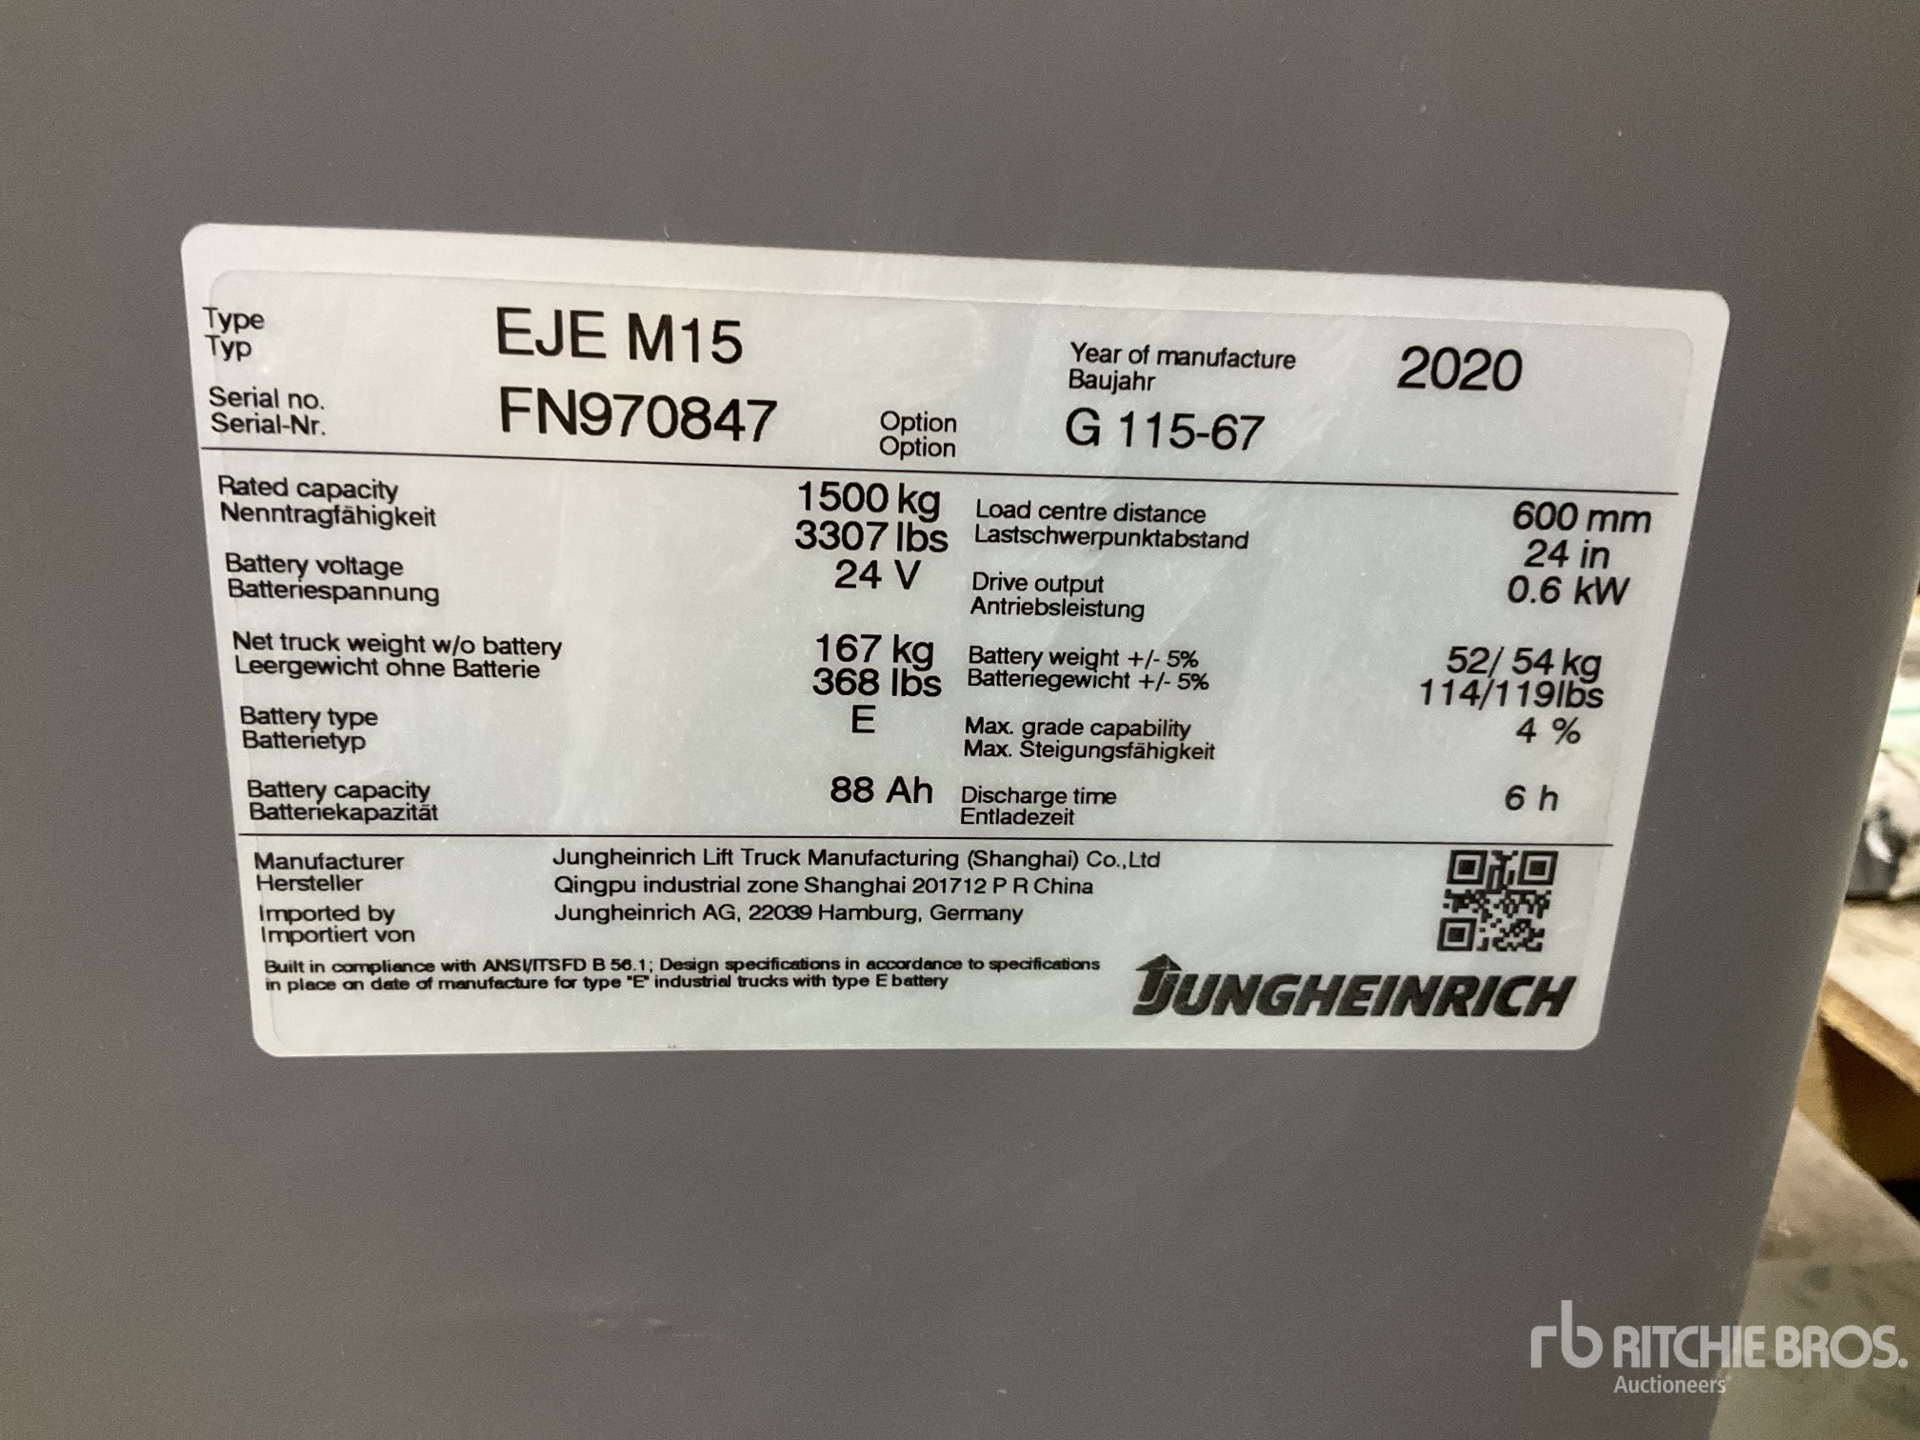 Type EJE M15 Year of manufacture 2020
Typ Baujahr
Serial no. FN970847 Option G 115-67
Serial-Nr. Option
Rated capacity 1500 kg Load centre distance 600 mm
Nenntragfähigkeit 3307 lbs Lastschwerpunktabstand 24 in
Battery voltage 24 V Drive output 0.6 kW
Batteriespannung Antriebsleistung
Net truck weight w/o battery 167 kg Battery weight +/- 5% 52/ 54 kg
Leergewicht ohne Batterie 368 lbs Batteriegewicht +/- 5% 114/119lbs
Battery type E Max. grade capability 4 %
Batterietyp Max. Steigungsfähigkeit
Battery capacity 88 Ah Discharge time 6 h
Batteriekapazität Entladezeit
Manufacturer Jungheinrich Lift Truck Manufacturing (Shanghai) Co.,Ltd
Hersteller Qingpu industrial zone Shanghai 201712 P R China
Imported by Jungheinrich AG, 22039 Hamburg, Germany
Importiert von
Built in compliance with ANSI/ITSFD B 56.1; Design specifications in accordance to specifications
in place on date of manufacture for type "E" industrial trucks with type E battery
JUNGHEINRICH
rb RITCHIE BROS.
Auctioneers